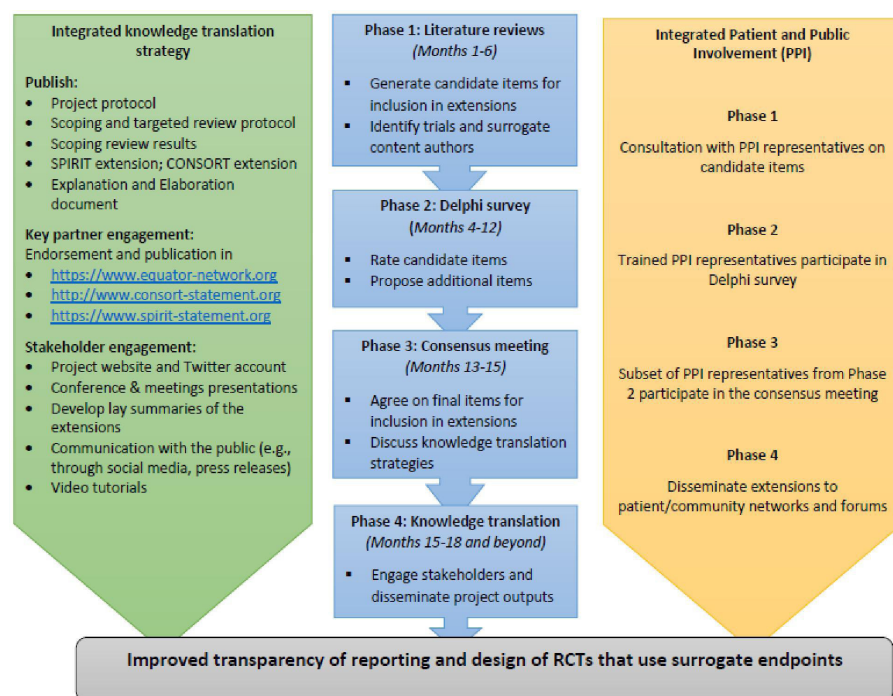 Integrated knowledge translation
strategy
Publish:
• Project protocol
• Scoping and targeted review protocol
• Scoping review results
• SPIRIT extension; CONSORT extension
• Explanation and Elaboration
document
Key partner engagement:
Endorsement and publication in
• https://www.equator-network.org
• http://www.consort-statement.org
• https://www.spirit-statement.org
Stakeholder engagement:
• Project website and Twitter account
• Conference & meetings presentations
• Develop lay summaries of the
extensions
• Communication with the public (e.g.,
through social media, press releases)
• Video tutorials
Phase 1: Literature reviews
(Months 1-6)
▪ Generate candidate items for
inclusion in extensions
▪ Identify trials and surrogate
content authors
Phase 2: Delphi survey
(Months 4-12)
▪ Rate candidate items
▪ Propose additional items
Phase 3: Consensus meeting
(Months 13-15)
▪ Agree on final items for
inclusion in extensions
▪ Discuss knowledge translation
strategies
Phase 4: Knowledge translation
(Months 15-18 and beyond)
▪ Engage stakeholders and
disseminate project outputs
Integrated Patient and Public
Involvement (PPI)
Phase 1
Consultation with PPI representatives on
candidate items
Phase 2
Trained PPI representatives participate in
Delphi survey
Phase 3
Subset of PPI representatives from Phase
2 participate in the consensus meeting
Phase 4
Disseminate extensions to
patient/community networks and forums
Improved transparency of reporting and design of RCTs that use surrogate endpoints